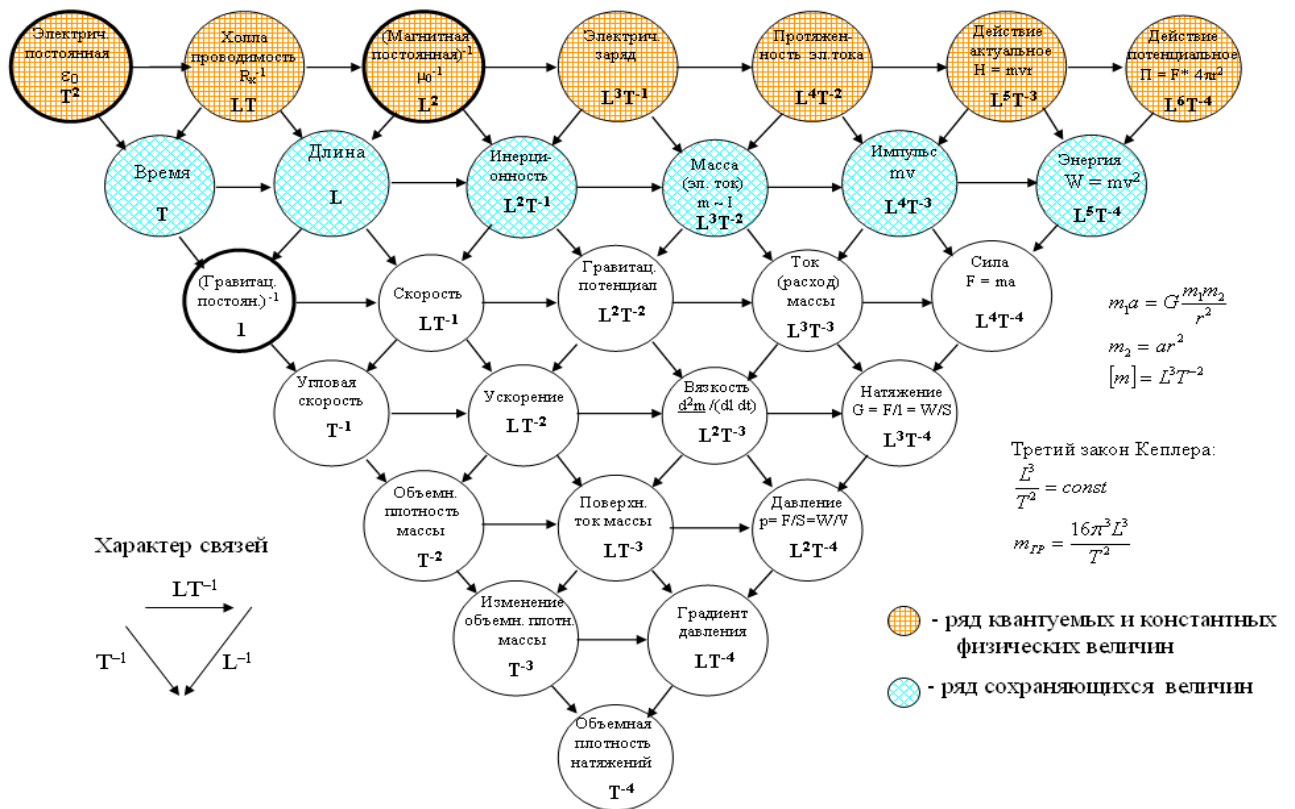 Электрич.
постоянная
ε₀
T²
Холла
проводимость
Rₓ⁻¹
LT
(Магнитная
постоянная)⁻¹
μ₀⁻¹
L²
Электрич.
заряд
L³T⁻¹
Протяжен-
ность эл.тока
L⁴T⁻²
Действие
актуальное
H = mvr
L⁵T⁻³
Действие
потенциальное
П = F* 4πr²
L⁶T⁻⁴
Время
T
Длина
L
Инерци-
онность
L²T⁻¹
Масса
(эл. ток)
m ~ I
L³T⁻²
Импульс
mv
L⁴T⁻³
Энергия
W = mv²
L⁵T⁻⁴
(Гравитац.
постоян.)⁻¹
1
Скорость
LT⁻¹
Гравитац.
потенциал
L²T⁻²
Ток
(расход)
массы
L³T⁻³
Сила
F = ma
L⁴T⁻⁴
m₁a = G m₁m₂/r²
m₂ = ar²
[m] = L³T⁻²
Угловая
скорость
T⁻¹
Ускорение
LT⁻²
Вязкость
d²m /(dl dt)
L²T⁻³
Натяжение
G = F/l = W/S
L³T⁻⁴
Третий закон Кеплера:
L³/T² = const
m_ГР = 16π³L³/T²
Объемн.
плотность
массы
T⁻²
Поверхн.
ток массы
LT⁻³
Давление
p= F/S=W/V
L²T⁻⁴
Характер связей
LT⁻¹
T⁻¹
L⁻¹
Изменение
объемн. плотн.
массы
T⁻³
Градиент
давления
LT⁻⁴
- ряд квантуемых и константных
физических величин
- ряд сохраняющихся величин
Объемная
плотность
натяжений
T⁻⁴